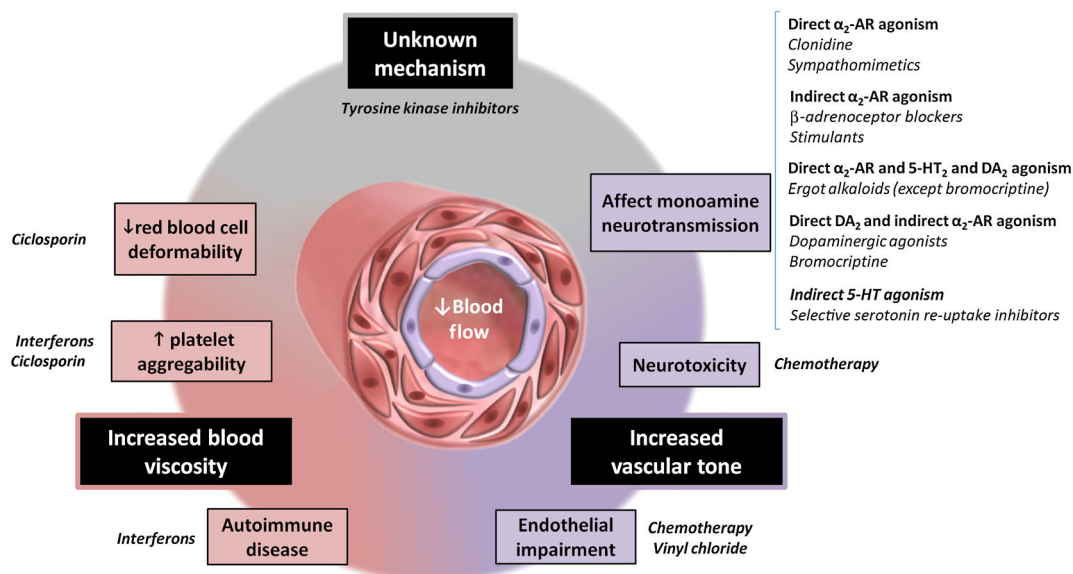 Unknown
mechanism
Tyrosine kinase inhibitors
Direct α₂-AR agonism
Clonidine
Sympathomimetics
Indirect α₂-AR agonism
β-adrenoceptor blockers
Stimulants
Direct α₂-AR and 5-HT₂ and DA₂ agonism
Ergot alkaloids (except bromocriptine)
Direct DA₂ and indirect α₂-AR agonism
Dopaminergic agonists
Bromocriptine
Indirect 5-HT agonism
Selective serotonin re-uptake inhibitors
Affect monoamine
neurotransmission
Ciclosporin
↓red blood cell
deformability
↓Blood
flow
Interferons
Ciclosporin
↑ platelet
aggregability
Neurotoxicity
Chemotherapy
Increased blood
viscosity
Increased
vascular tone
Interferons
Autoimmune
disease
Endothelial
impairment
Chemotherapy
Vinyl chloride